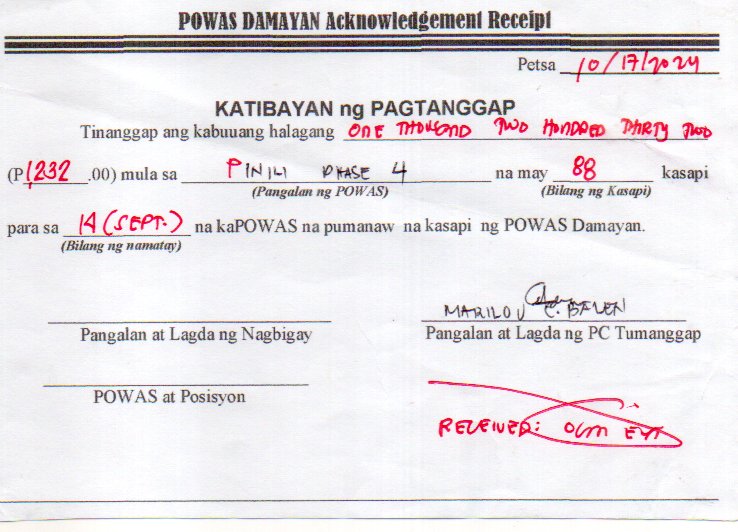 POWAS DAMAYAN Acknowledgement Receipt
Petsa 10/17/2024
KATIBAYAN ng PAGTANGGAP
Tinanggap ang kabuuang halagang ONE THOUSAND TWO HUNDRED THIRTY TWO
(P1,232.00) mula sa PINILI PHASE 4 na may 88 kasapi
(Pangalan ng POWAS) (Bilang ng Kasapi)
para sa 14 (SEPT.) na kaPOWAS na pumanaw na kasapi ng POWAS Damayan.
(Bilang ng namatay)
MARILOU E. BALEN
Pangalan at Lagda ng Nagbigay Pangalan at Lagda ng PC Tumanggap
POWAS at Posisyon
RECEIVED: